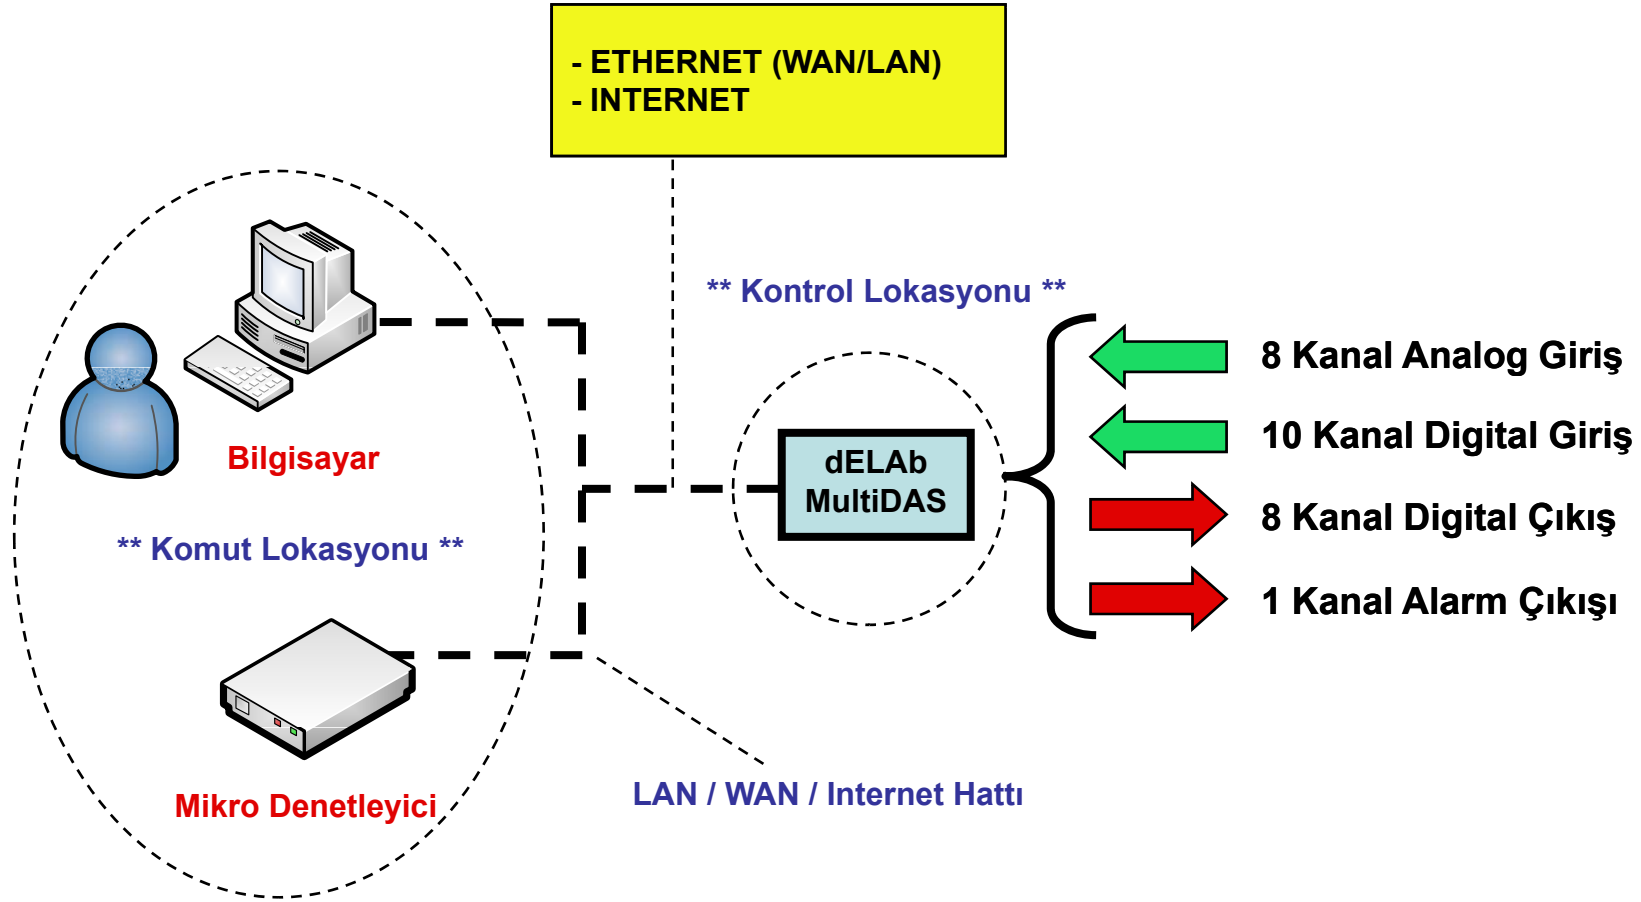 - ETHERNET (WAN/LAN)
- INTERNET
** Kontrol Lokasyonu **
8 Kanal Analog Giriş
10 Kanal Digital Giriş
Bilgisayar
dELAb
MultiDAS
8 Kanal Digital Çıkış
** Komut Lokasyonu **
1 Kanal Alarm Çıkışı
Mikro Denetleyici
LAN / WAN / Internet Hattı